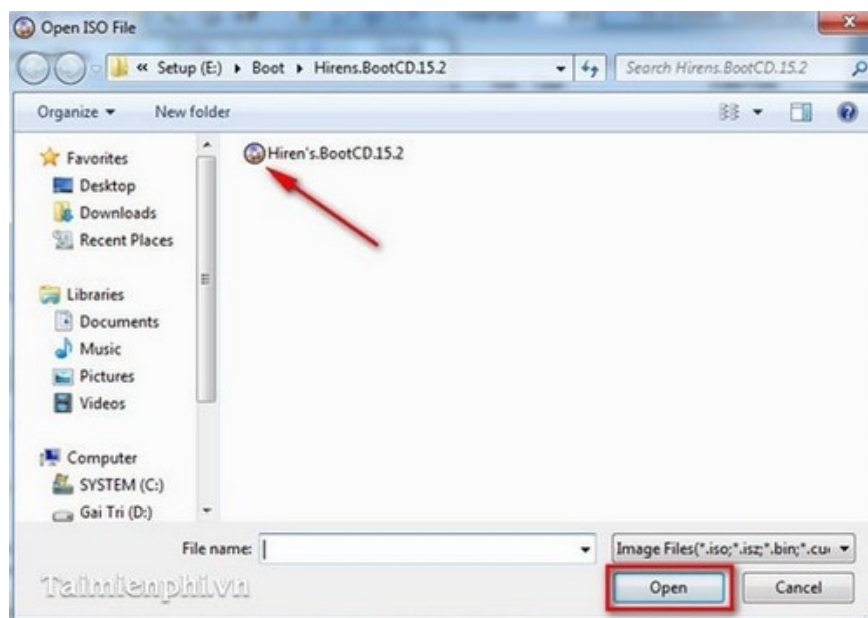 Open ISO File
« Setup (E:) Boot Hirens.BootCD.15.2
Search Hirens.BootCD.15.2
Organize New folder
Favorites
Desktop
Downloads
Recent Places
Libraries
Documents
Music
Pictures
Videos
Computer
SYSTEM (C:)
Gai Tri (D:)
Hiren's.BootCD.15.2
File name:
Image Files(*.iso;*.isz;*.bin;*.cu
Open Cancel
Taimienphi.vn